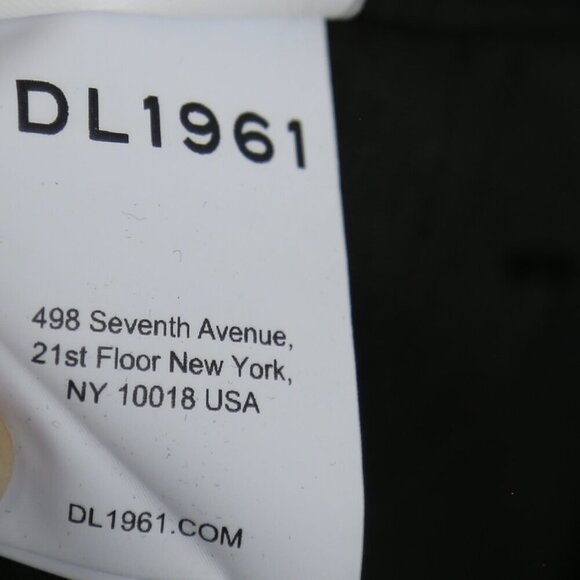 DL1961
498 Seventh Avenue,
21st Floor New York,
NY 10018 USA
DL1961.COM